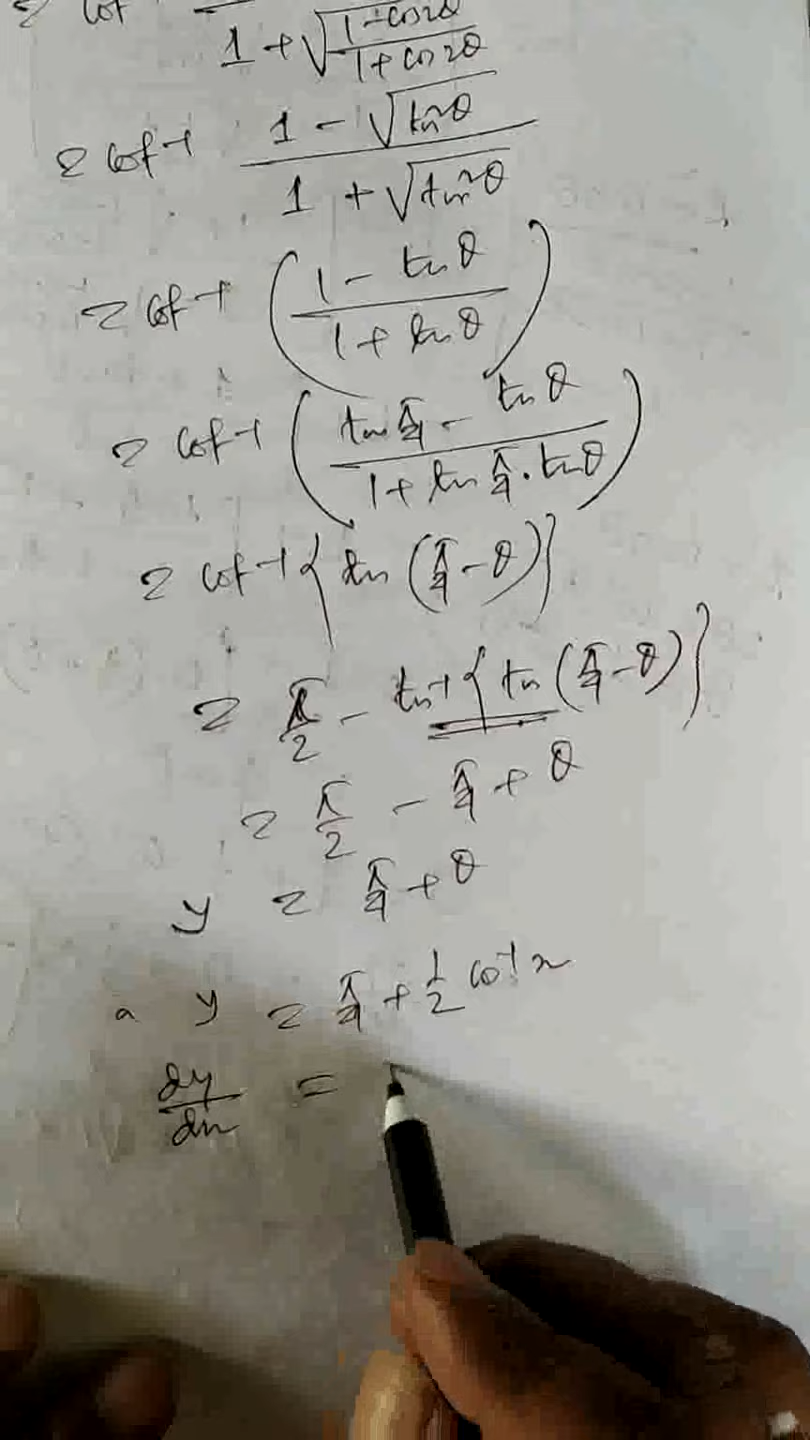 = cot⁻¹ 1+√(1-cos2θ)/(1+cos2θ)
= cot⁻¹ (1 - √tan²θ)/(1 + √tan²θ)
= cot⁻¹ ((1 - tanθ)/(1 + tanθ))
= cot⁻¹ ((tan π/4 - tanθ)/(1 + tan π/4 . tanθ))
= cot⁻¹ {tan (π/4 - θ)}
= π/2 - tan⁻¹ {tan (π/4 - θ)}
= π/2 - π/4 + θ
y = π/4 + θ
y = π/4 + 1/2 cos⁻¹x
dy/dx =